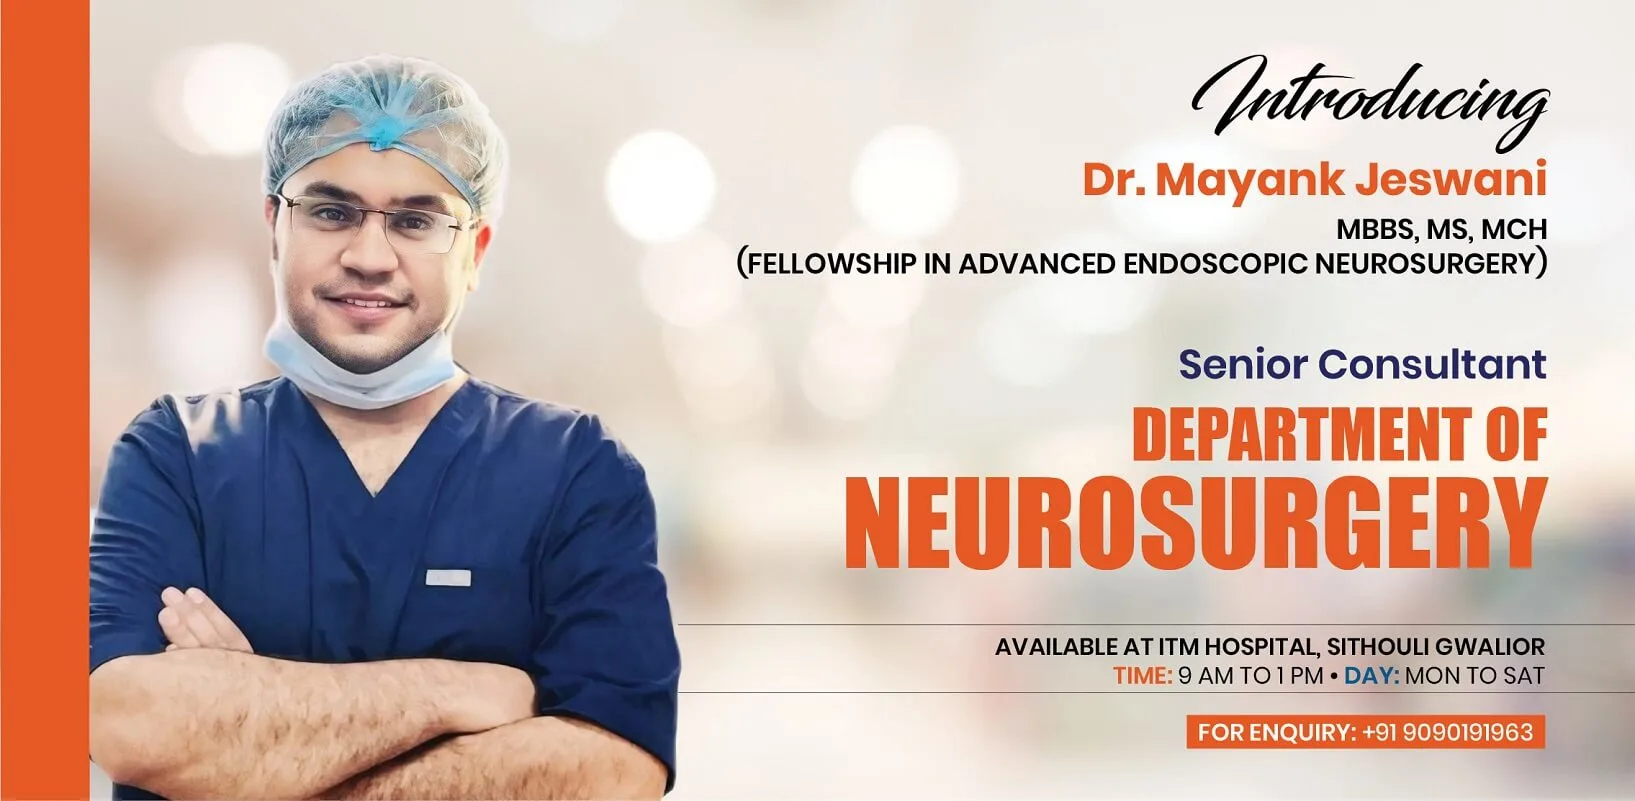 Introducing
Dr. Mayank Jeswani
MBBS, MS, MCH
(FELLOWSHIP IN ADVANCED ENDOSCOPIC NEUROSURGERY)
Senior Consultant
DEPARTMENT OF
NEUROSURGERY
AVAILABLE AT ITM HOSPITAL, SITHOULI GWALIOR
TIME: 9 AM TO 1 PM • DAY: MON TO SAT
FOR ENQUIRY: +91 9090191963